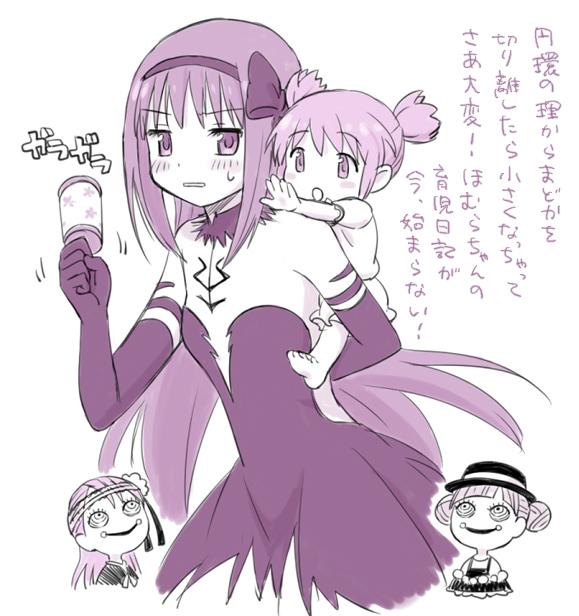 円環の理からまどかを
切り離したら小さくなっちゃって
さあ大変!ほむらちゃんの
育児日記が
今、始まらない!
ガラガラ